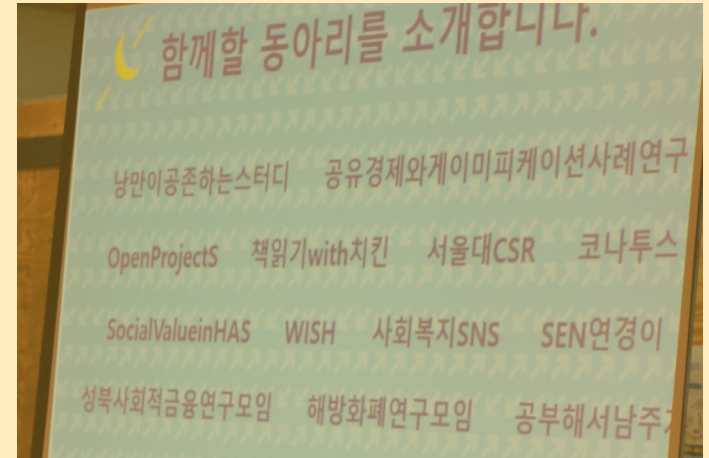 함께할 동아리를 소개합니다.
낭만이공존하는스터디 공유경제와게이미피케이션사례연구
OpenProjectS 책읽기with치킨 서울대CSR 코나투스
SocialValueinHAS WISH 사회복지SNS SEN연경이
성북사회적금융연구모임 해방화폐연구모임 공부해서남주